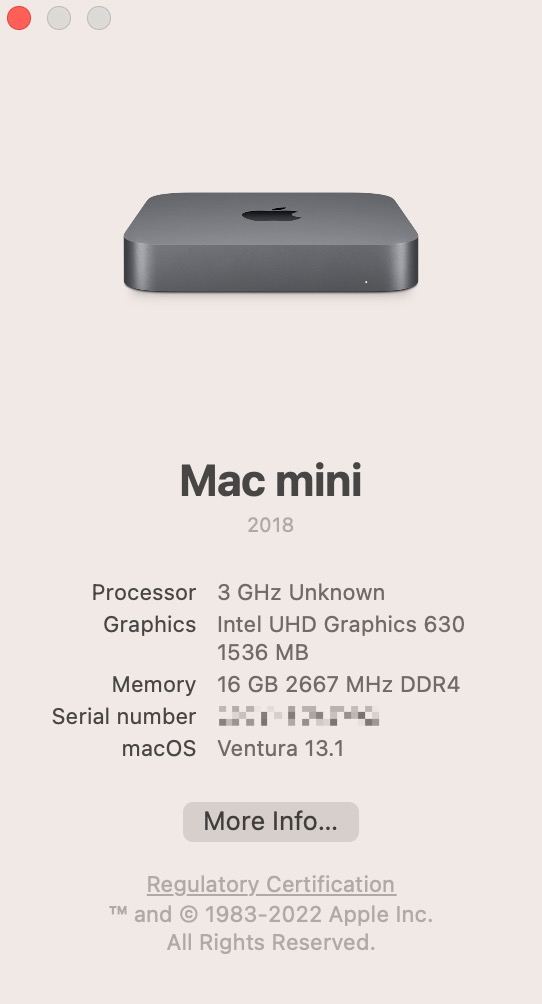 Mac mini
2018
Processor 3 GHz Unknown
Graphics Intel UHD Graphics 630
1536 MB
Memory 16 GB 2667 MHz DDR4
Serial number
macOS Ventura 13.1
More Info...
Regulatory Certification
™ and © 1983-2022 Apple Inc.
All Rights Reserved.